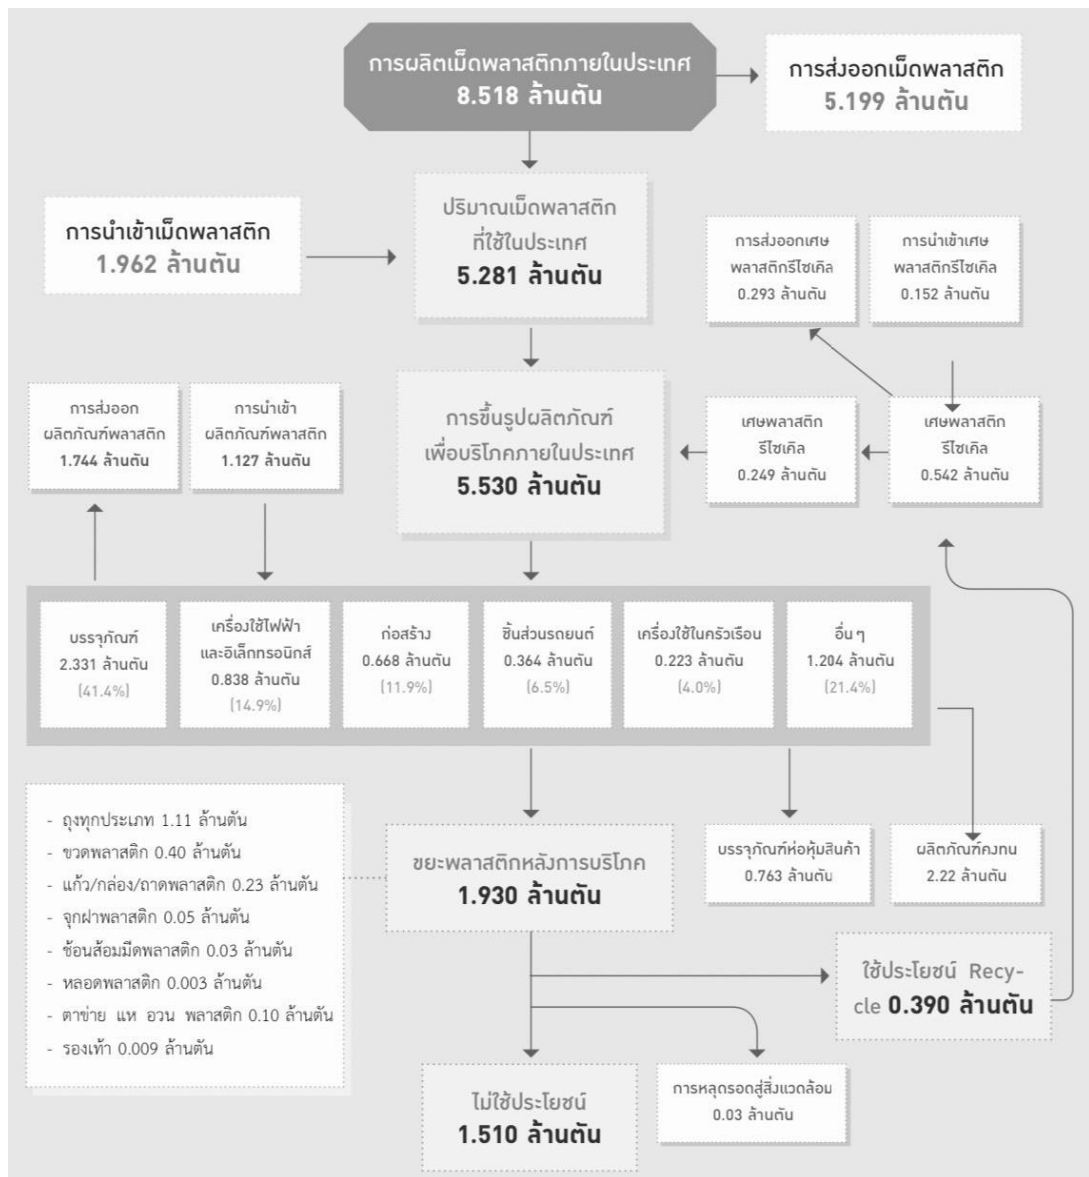 การผลิตเม็ดพลาสติกภายในประเทศ
8.518 ล้านตัน
การส่งออกเม็ดพลาสติก
5.199 ล้านตัน
ปริมาณเม็ดพลาสติก
ที่ใช้ในประเทศ
5.281 ล้านตัน
การนำเข้าเม็ดพลาสติก
1.962 ล้านตัน
การส่งออกเศษ
พลาสติกรีไซเคิล
0.293 ล้านตัน
การนำเข้าเศษ
พลาสติกรีไซเคิล
0.152 ล้านตัน
การส่งออก
ผลิตภัณฑ์พลาสติก
1.744 ล้านตัน
การนำเข้า
ผลิตภัณฑ์พลาสติก
1.127 ล้านตัน
การขึ้นรูปผลิตภัณฑ์
เพื่อบริโภคภายในประเทศ
5.530 ล้านตัน
เศษพลาสติก
รีไซเคิล
0.249 ล้านตัน
เศษพลาสติก
รีไซเคิล
0.542 ล้านตัน
บรรจุภัณฑ์
2.331 ล้านตัน
(41.4%)
เครื่องใช้ไฟฟ้า
และอิเล็กทรอนิกส์
0.838 ล้านตัน
(14.9%)
ก่อสร้าง
0.668 ล้านตัน
(11.9%)
ชิ้นส่วนรถยนต์
0.364 ล้านตัน
(6.5%)
เครื่องใช้ในครัวเรือน
0.223 ล้านตัน
(4.0%)
อื่น ๆ
1.204 ล้านตัน
(21.4%)
- ถุงทุกประเภท 1.11 ล้านตัน
- ขวดพลาสติก 0.40 ล้านตัน
- แก้ว/กล่อง/ถาดพลาสติก 0.23 ล้านตัน
- จุกฝาพลาสติก 0.05 ล้านตัน
- ช้อนส้อมมีดพลาสติก 0.03 ล้านตัน
- หลอดพลาสติก 0.003 ล้านตัน
- ตาข่าย แห อวน พลาสติก 0.10 ล้านตัน
- รองเท้า 0.009 ล้านตัน
ขยะพลาสติกหลังการบริโภค
1.930 ล้านตัน
บรรจุภัณฑ์ห่อหุ้มสินค้า
0.763 ล้านตัน
ผลิตภัณฑ์คงทน
2.22 ล้านตัน
ใช้ประโยชน์ Recy-
cle 0.390 ล้านตัน
ไม่ใช้ประโยชน์
1.510 ล้านตัน
การหลุดรอดสู่สิ่งแวดล้อม
0.03 ล้านตัน